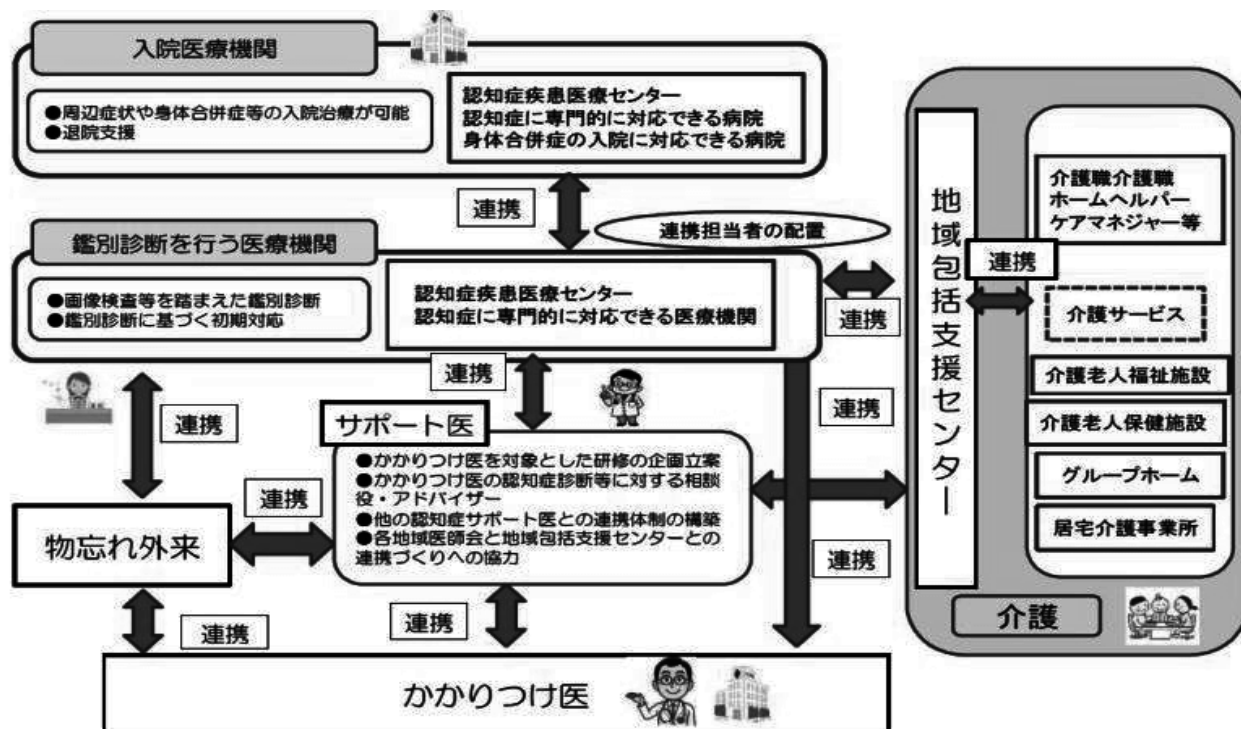 入院医療機関
●周辺症状や身体合併症等の入院治療が可能
●退院支援
認知症疾患医療センター
認知症に専門的に対応できる病院
身体合併症の入院に対応できる病院
連携
連携担当者の配置
鑑別診断を行う医療機関
●画像検査等を踏まえた鑑別診断
●鑑別診断に基づく初期対応
認知症疾患医療センター
認知症に専門的に対応できる医療機関
連携
連携
連携
連携
サポート医
●かかりつけ医を対象とした研修の企画立案
●かかりつけ医の認知症診断等に対する相談
役・アドバイザー
●他の認知症サポート医との連携体制の構築
●各地域医師会と地域包括支援センターとの
連携づくりへの協力
連携
物忘れ外来
連携
連携
連携
かかりつけ医
地域包括支援センター
連携
介護職介護職
ホームヘルパー
ケアマネジャー等
介護サービス
介護老人福祉施設
介護老人保健施設
グループホーム
居宅介護事業所
介護